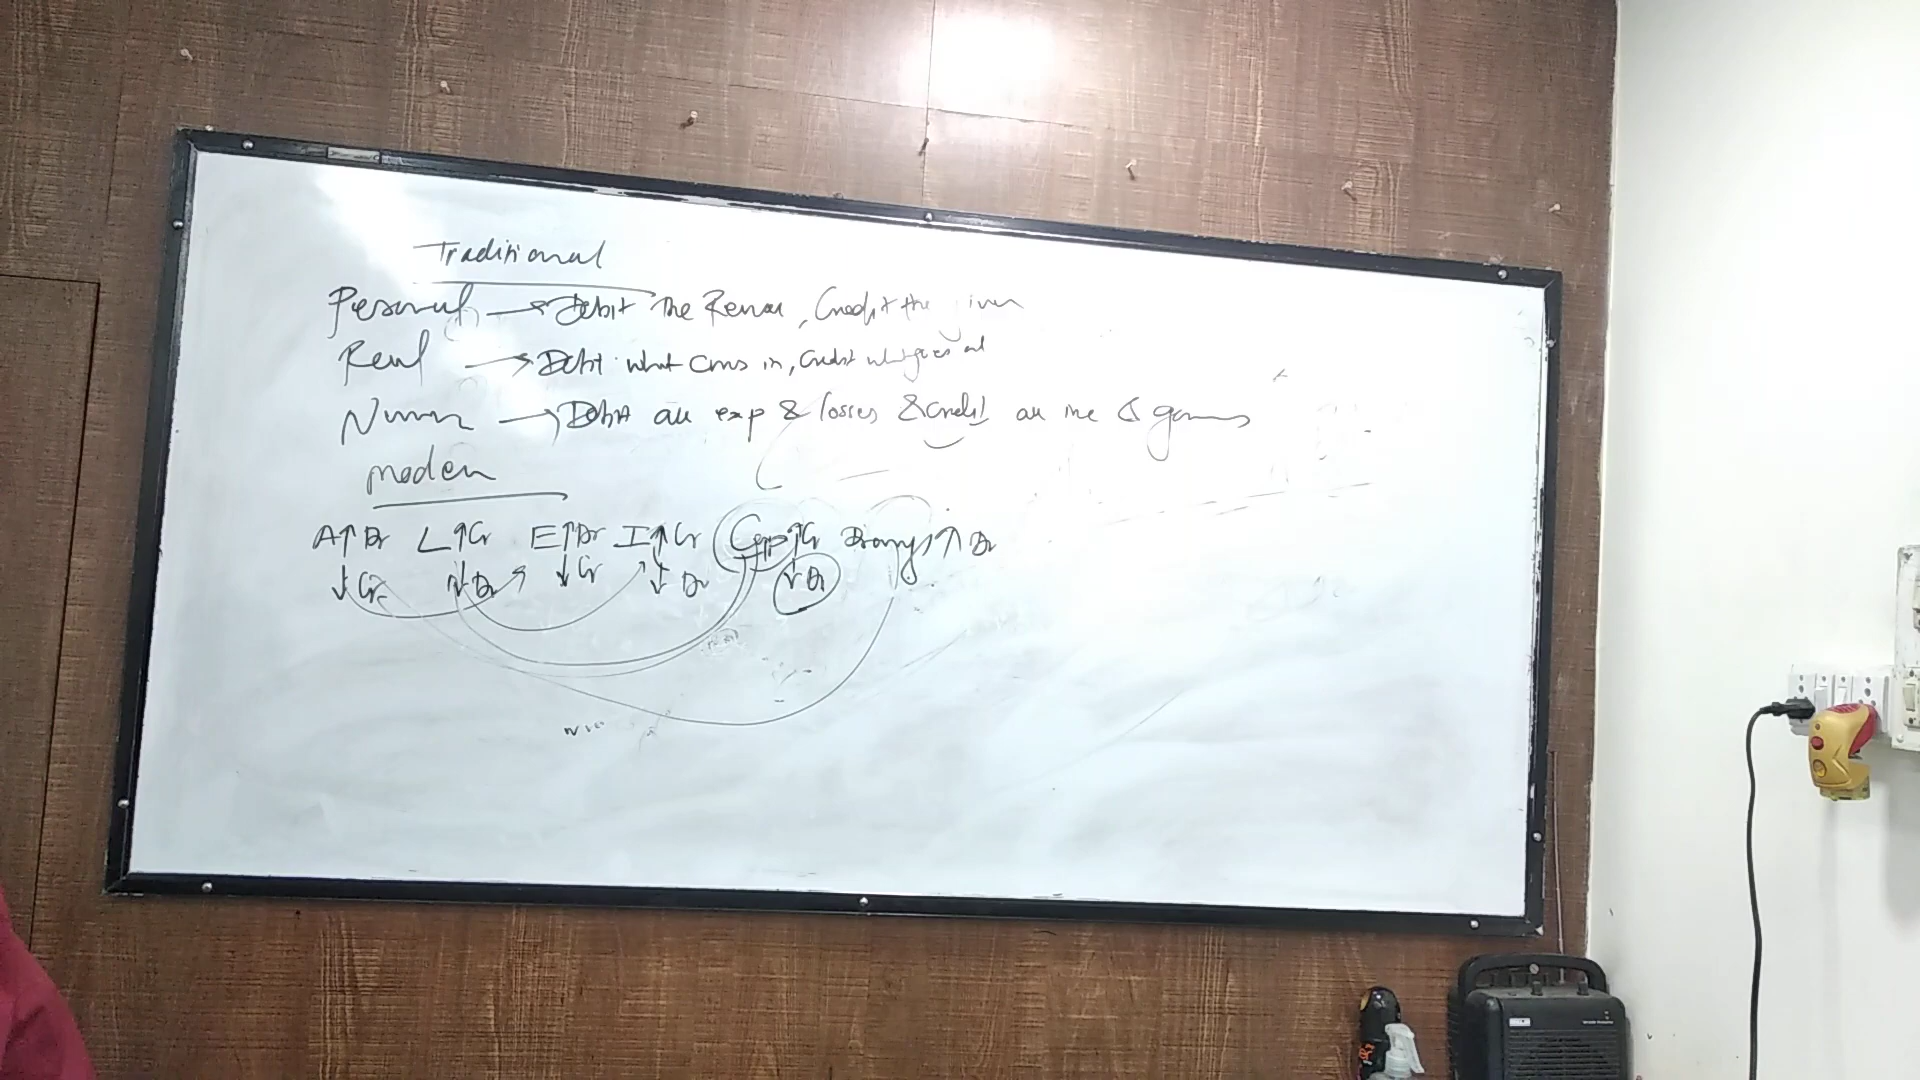 Traditional
Personal → Debit the Receiver, Credit the giver
Real → Debit what coms in, Credit what goes out
Nominal → Debit all exp & losses & Credit all inc & gains
modern
A↑ Dr L↑ Cr E↑ Dr I↑ Cr Cap↑ Cr Drawings↑ Dr
↓ Cr ↓ Dr ↓ Cr ↓ Dr ↓ Dr